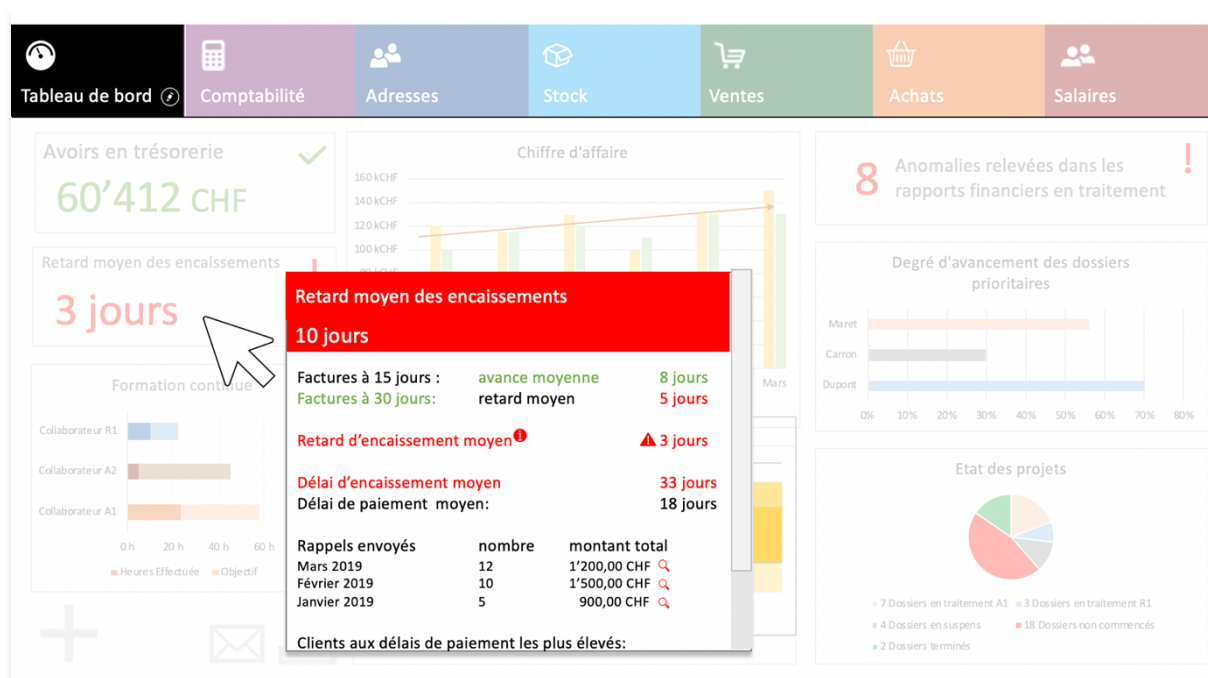 Tableau de bord
Comptabilité
Adresses
Stock
Ventes
Achats
Salaires
Avoirs en trésorerie
60’412 CHF
Chiffre d'affaire
160 kCHF
140 kCHF
120 kCHF
100 kCHF
Mars
8
Anomalies relevées dans les
rapports financiers en traitement
!
Retard moyen des encaissements
!
3 jours
Retard moyen des encaissements
10 jours
Factures à 15 jours : avance moyenne 8 jours
Factures à 30 jours: retard moyen 5 jours
Retard d’encaissement moyen 3 jours
Délai d’encaissement moyen 33 jours
Délai de paiement moyen: 18 jours
Rappels envoyés nombre montant total
Mars 2019 12 1’200,00 CHF
Février 2019 10 1’500,00 CHF
Janvier 2019 5 900,00 CHF
Clients aux délais de paiement les plus élevés:
Degré d'avancement des dossiers
prioritaires
Maret
Carron
Dupont
0% 10% 20% 30% 40% 50% 60% 70% 80%
Formation continue
Collaborateur R1
Collaborateur A2
Collaborateur A1
0 h 20 h 40 h 60 h
Heures Effectuée Objectif
Etat des projets
7 Dossiers en traitement A1 3 Dossiers en traitement R1
4 Dossiers en suspens 18 Dossiers non commencés
2 Dossiers terminés